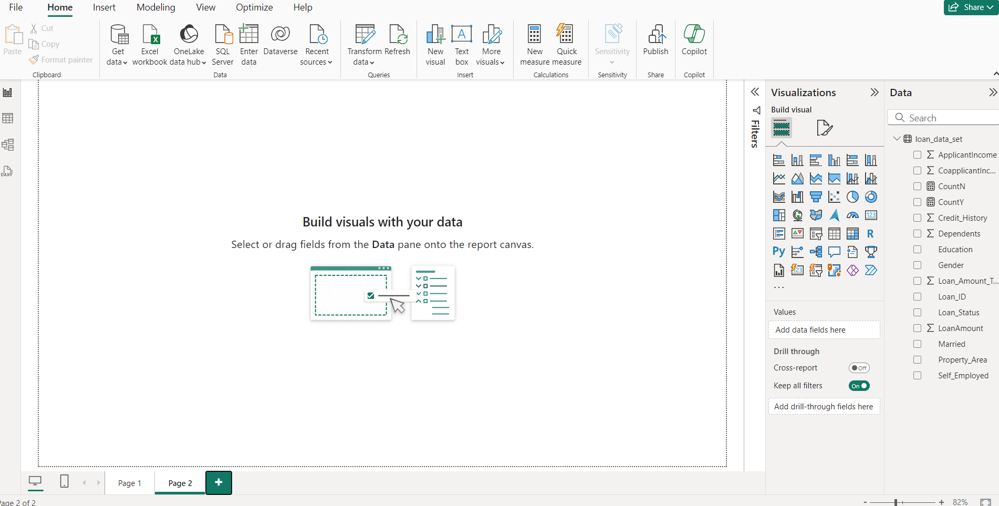 File Home Insert Modeling View Optimize Help Share
Paste Cut
Copy
Format painter
Clipboard
Get data
Excel workbook
OneLake data hub
SQL Server
Enter data
Dataverse
Recent sources
Data
Transform data
Refresh
Queries
New visual
Text box
More visuals
Insert
New measure
Quick measure
Calculations
Sensitivity
Sensitivity
Publish
Share
Copilot
Copilot
DAX
Build visuals with your data
Select or drag fields from the Data pane onto the report canvas.
Filters
Visualizations
Build visual
123
R
Py
123
...
Values
Add data fields here
Drill through
Cross-report Off
Keep all filters On
Add drill-through fields here
Data
Search
loan_data_set
ApplicantIncome
CoapplicantInc...
CountN
CountY
Credit_History
Dependents
Education
Gender
Loan_Amount_T...
Loan_ID
Loan_Status
LoanAmount
Married
Property_Area
Self_Employed
Page 1 Page 2 +
Page 2 of 2
- + 82%